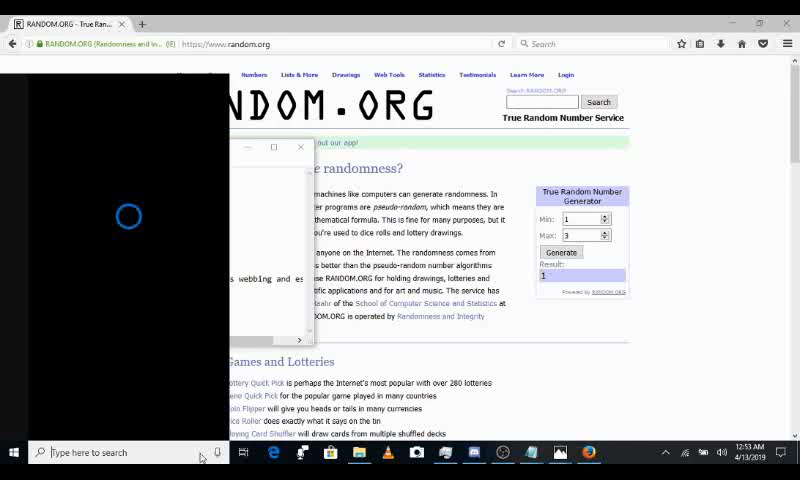 RANDOM.ORG - True Ran...
RANDOM.ORG (Randomness and In... (IE)
https://www.random.org
Search
Numbers Lists & More Drawings Web Tools Statistics Testimonials Learn More Login
NDOM.ORG
Search RANDOM.ORG
Search
True Random Number Service
out our app!
e randomness?
machines like computers can generate randomness. In
ter programs are pseudo-random, which means they are
thematical formula. This is fine for many purposes, but it
ou're used to dice rolls and lottery drawings.
anyone on the Internet. The randomness comes from
s better than the pseudo-random number algorithms
se RANDOM.ORG for holding drawings, lotteries and
tific applications and for art and music. The service has
Haahr of the School of Computer Science and Statistics at
DOM.ORG is operated by Randomness and Integrity
s webbing and es
True Random Number
Generator
Min: 1
Max: 3
Generate
Result:
1
Powered by RANDOM.ORG
Games and Lotteries
Lottery Quick Pick is perhaps the Internet's most popular with over 280 lotteries
Keno Quick Pick for the popular game played in many countries
Coin Flipper will give you heads or tails in many currencies
Dice Roller does exactly what it says on the tin
Playing Card Shuffler will draw cards from multiple shuffled decks
Type here to search
12:53 AM
4/13/2019